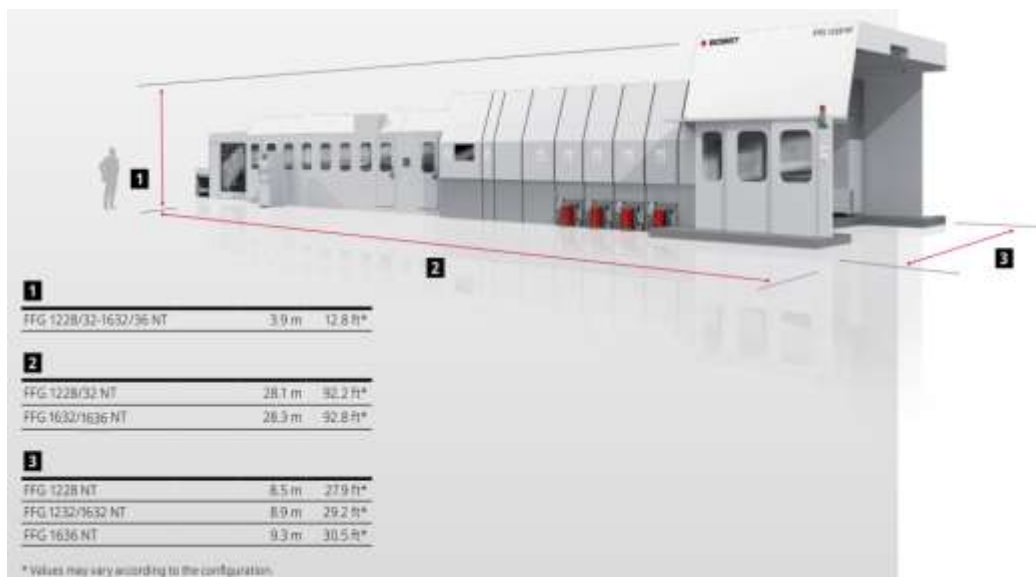 BOBST
1
2
3
1
FFG 1228/32-1632/36 NT 3.9 m 12.8 ft*
2
FFG 1228/32 NT 28.1 m 92.2 ft*
FFG 1632/1636 NT 28.3 m 92.8 ft*
3
FFG 1228 NT 8.5 m 27.9 ft*
FFG 1232/1632 NT 8.9 m 29.2 ft*
FFG 1636 NT 9.3 m 30.5 ft*
* Values may vary according to the configuration.